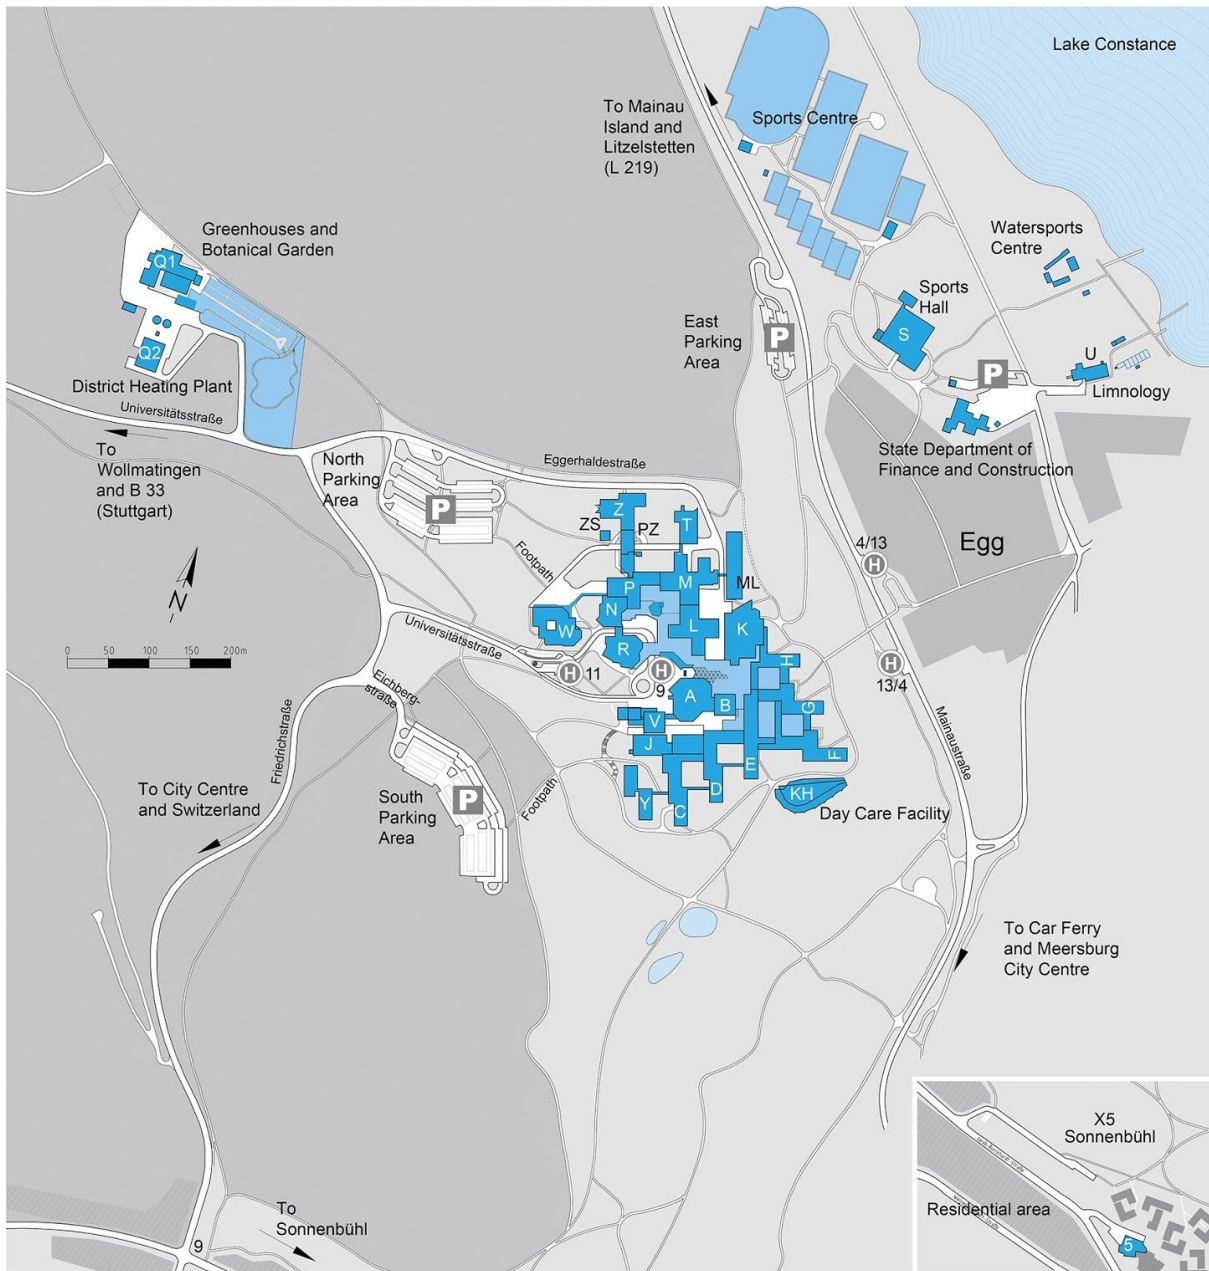 Lake Constance
To Mainau
Island and
Litzelstetten
(L 219)
Sports Centre
Greenhouses and
Botanical Garden
Watersports
Centre
Q1
Sports
Hall
East
Parking
Area
P
S
Q2
U
P
District Heating Plant
Limnology
Universitätsstraße
State Department of
Finance and Construction
To
Wollmatingen
and B 33
(Stuttgart)
North
Parking
Area
Eggerhaldestraße
P
Z
ZS
PZ
T
4/13
Egg
H
Footpath
N
M
ML
P
N
W
L
K
R
Universitätsstraße
0 50 100 150 200m
H
11
H
9
H
H
13/4
A
B
G
V
Eichberg-
straße
J
E
F
Friedrichstraße
Mainaustraße
To City Centre
and Switzerland
South
Parking
Area
P
Footpath
Y
C
D
KH
Day Care Facility
To Car Ferry
and Meersburg
City Centre
To
Sonnenbühl
9
X5
Sonnenbühl
Residential area
5